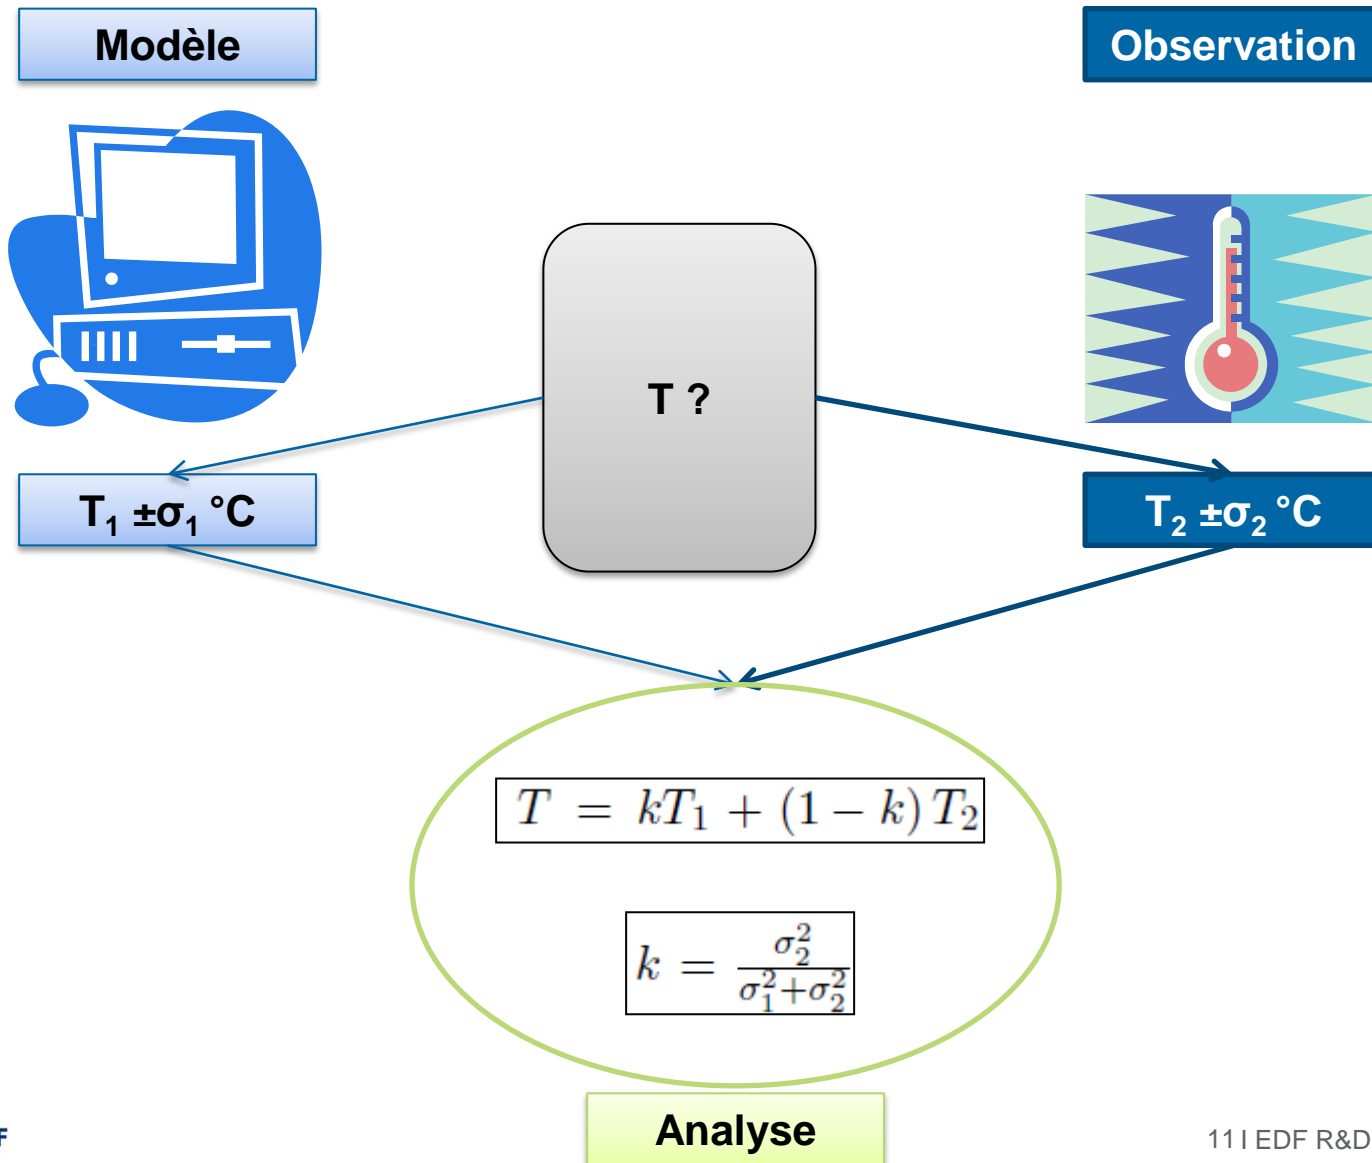 Modèle
Observation
T ?
T₁ ±σ₁ °C
T₂ ±σ₂ °C
T = kT₁ + (1 − k) T₂
k = σ₂² / (σ₁² + σ₂²)
Analyse
F
11 I EDF R&D